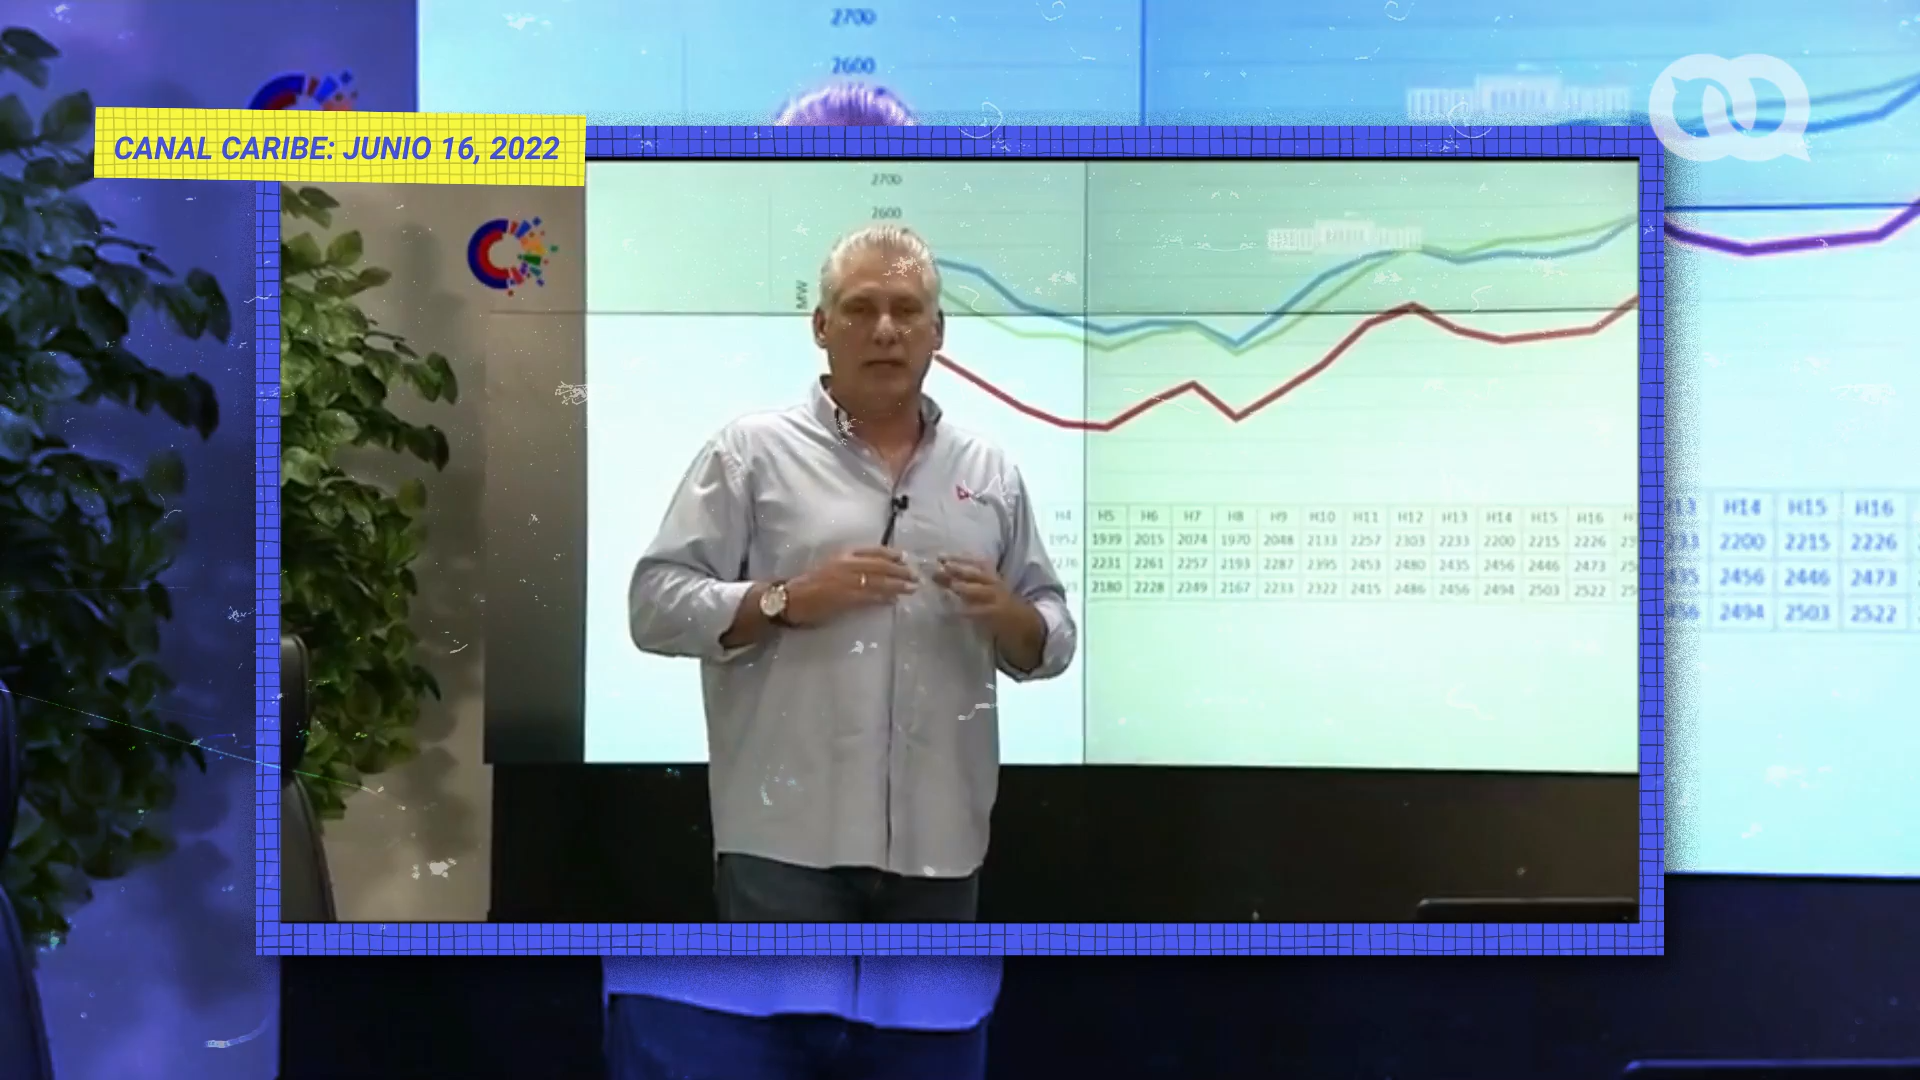 2700
2600
CANAL CARIBE: JUNIO 16, 2022
2700
2600
MW
H4 H5 H6 H7 H8 H9 H10 H11 H12 H13 H14 H15 H16
1952 1939 2015 2074 1970 2048 2133 2257 2303 2233 2200 2215 2226
2231 2261 2257 2193 2287 2395 2453 2480 2435 2456 2446 2473
2180 2228 2249 2167 2233 2322 2415 2486 2456 2494 2503 2522
H14 H15 H16
2200 2215 2226
2456 2446 2473
2494 2503 2522